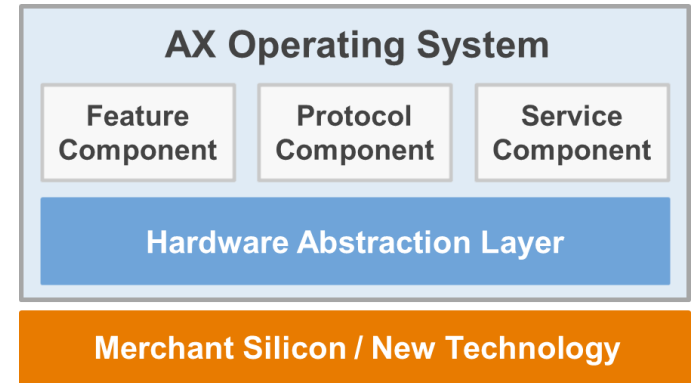 AX Operating System
Feature
Component
Protocol
Component
Service
Component
Hardware Abstraction Layer
Merchant Silicon / New Technology